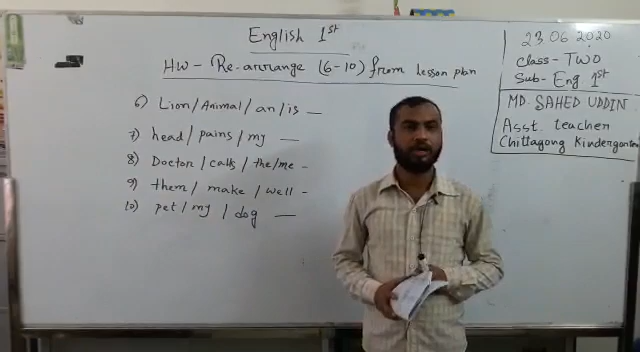 English 1st
HW - Re-arrange (6-10) from Lesson plan
6) Lion / Animal / an / is _
7) head / pains / my _
8) Doctor / calls / the / me -
9) them / make / well -
10) pet / my / dog _
23.06.2020
class - TWO
Sub - Eng 1st
MD. SAHED UDDIN
Asst. teacher
Chittagong Kindergarten